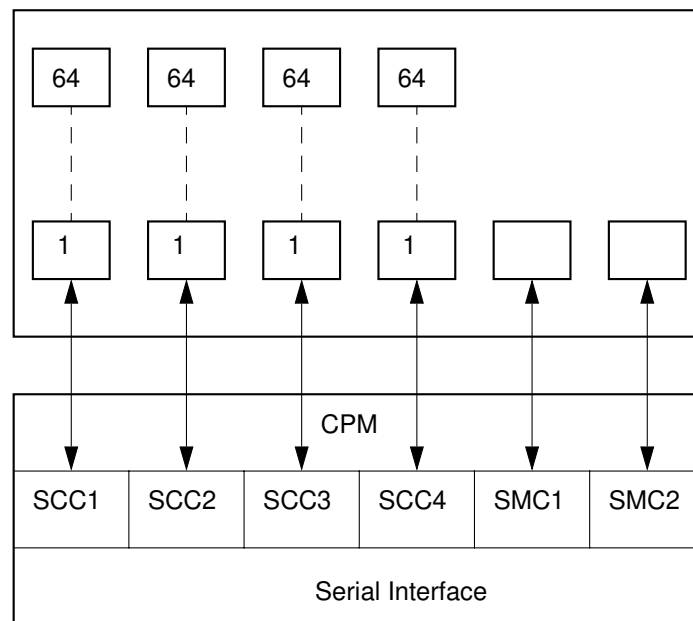 64 64 64 64
1 1 1 1
CPM
SCC1 SCC2 SCC3 SCC4 SMC1 SMC2
Serial Interface